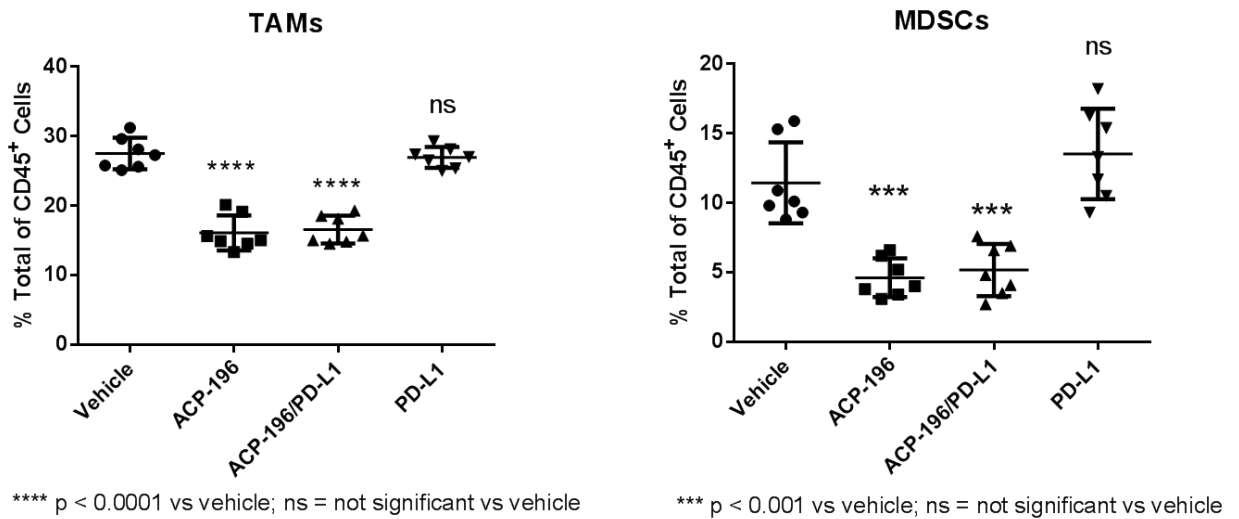 TAMs
% Total of CD45+ Cells
40
30
20
10
0
****
****
ns
Vehicle
ACP-196
ACP-196/PD-L1
PD-L1
**** p < 0.0001 vs vehicle; ns = not significant vs vehicle
MDSCs
% Total of CD45+ Cells
20
15
10
5
0
***
***
ns
Vehicle
ACP-196
ACP-196/PD-L1
PD-L1
*** p < 0.001 vs vehicle; ns = not significant vs vehicle